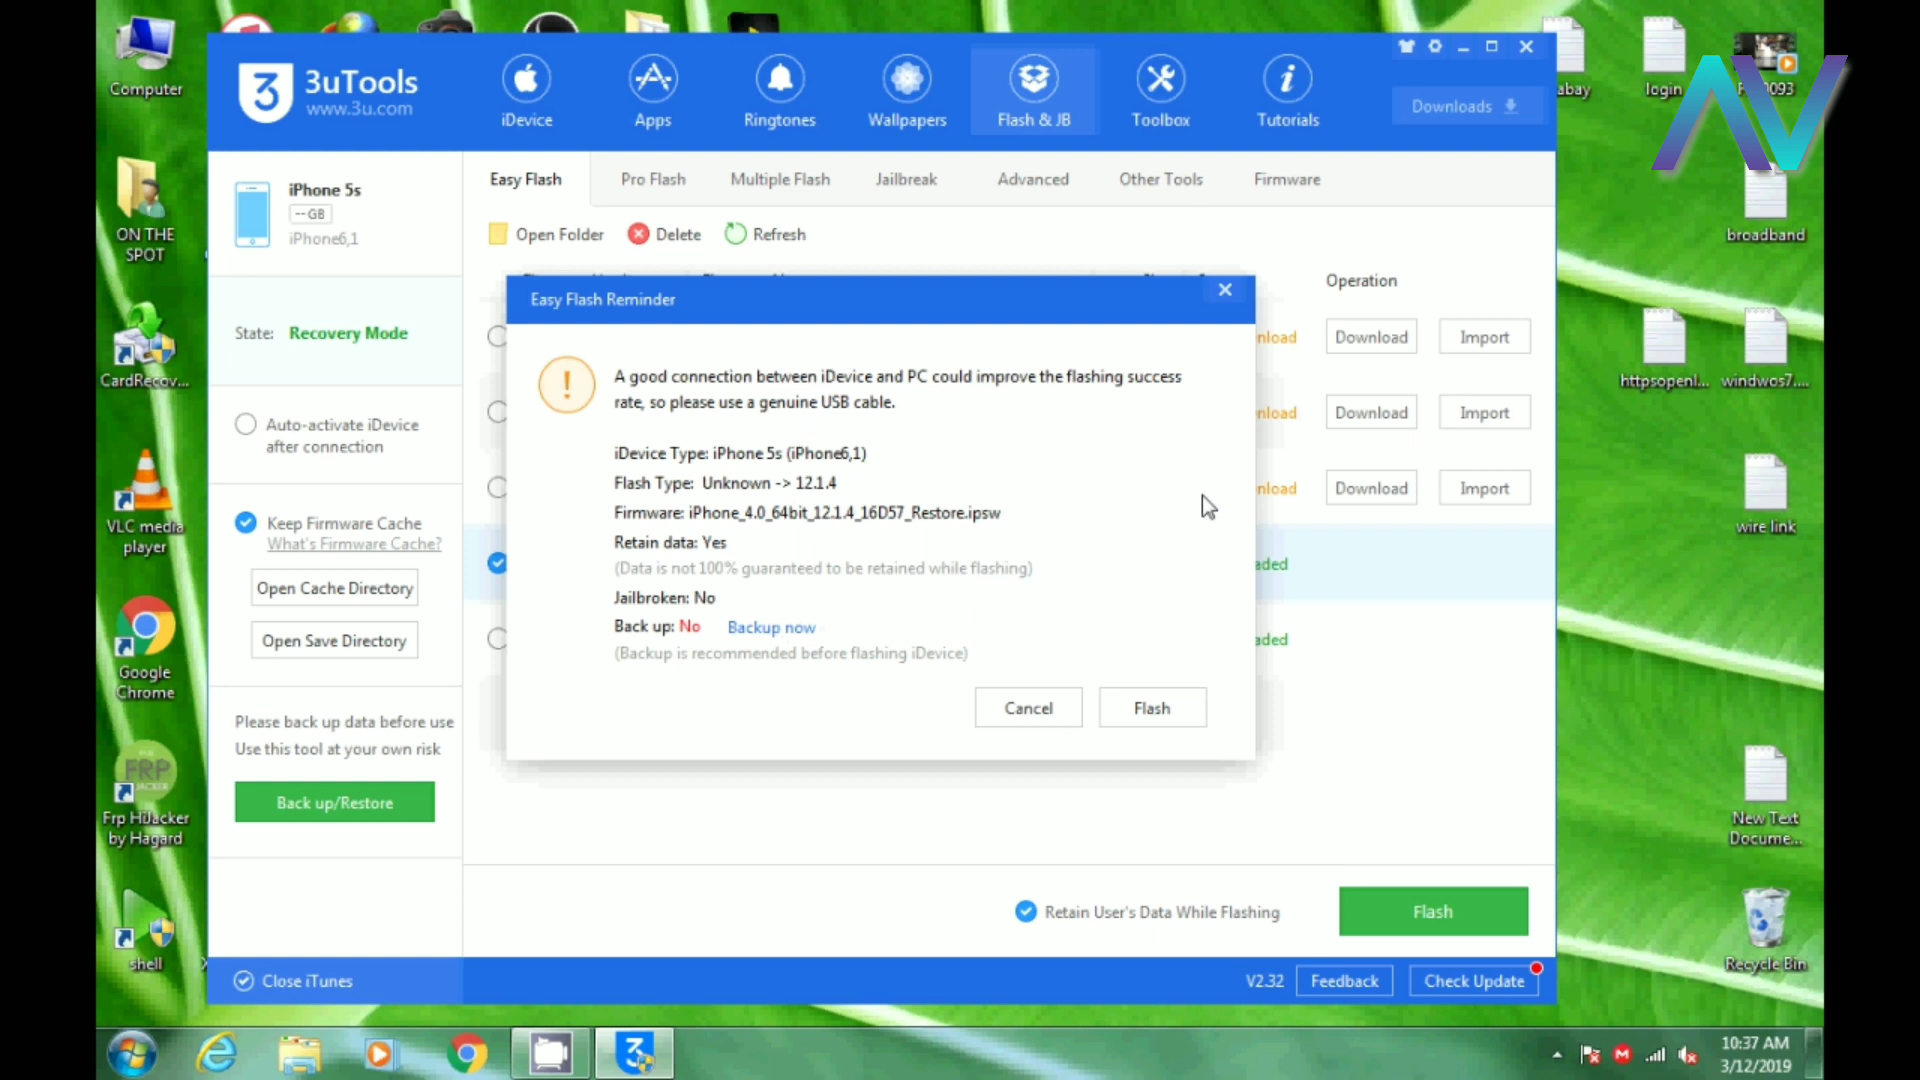 Computer
ON THE
SPOT
CardRecov...
VLC media
player
Google
Chrome
Frp HiJacker
by Hagard
shell
3uTools
www.3u.com
iDevice
Apps
Ringtones
Wallpapers
Flash & JB
Toolbox
Tutorials
Downloads
iPhone 5s
-- GB
iPhone6,1
State: Recovery Mode
Auto-activate iDevice
after connection
Keep Firmware Cache
What's Firmware Cache?
Open Cache Directory
Open Save Directory
Please back up data before use
Use this tool at your own risk
Back up/Restore
Close iTunes
Easy Flash
Pro Flash
Multiple Flash
Jailbreak
Advanced
Other Tools
Firmware
Open Folder
Delete
Refresh
Operation
nload Download Import
nload Download Import
nload Download Import
aded
aded
Easy Flash Reminder
A good connection between iDevice and PC could improve the flashing success
rate, so please use a genuine USB cable.
iDevice Type: iPhone 5s (iPhone6,1)
Flash Type: Unknown -> 12.1.4
Firmware: iPhone_4.0_64bit_12.1.4_16D57_Restore.ipsw
Retain data: Yes
(Data is not 100% guaranteed to be retained while flashing)
Jailbroken: No
Back up: No Backup now
(Backup is recommended before flashing iDevice)
Cancel
Flash
Retain User's Data While Flashing
Flash
V2.32
Feedback
Check Update
abay
login
0093
AV
broadband
httpsopenl...
windwos7....
wire link
New Text
Docume...
Recycle Bin
10:37 AM
3/12/2019